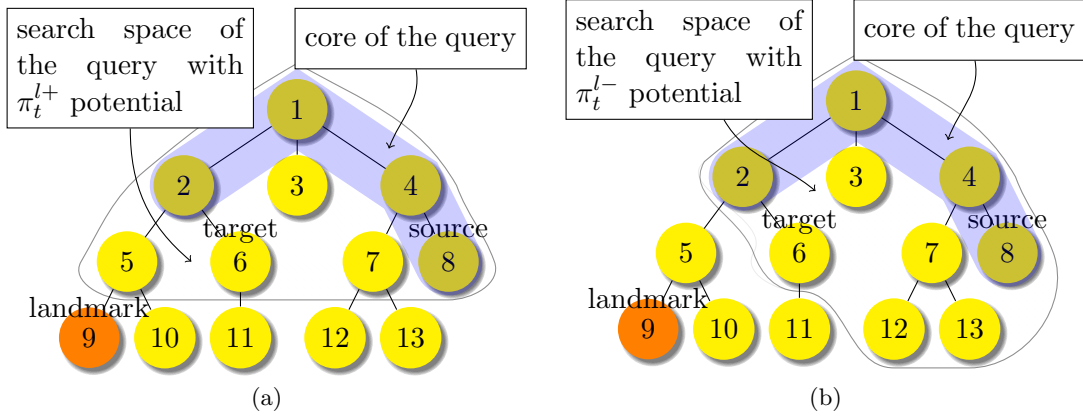 search space of
the query with
π_t^{l+} potential
core of the query
1
2
3
4
target
source
5
6
7
8
landmark
9
10
11
12
13
(a)
search space of
the query with
π_t^{l−} potential
core of the query
1
2
3
4
target
source
5
6
7
8
landmark
9
10
11
12
13
(b)